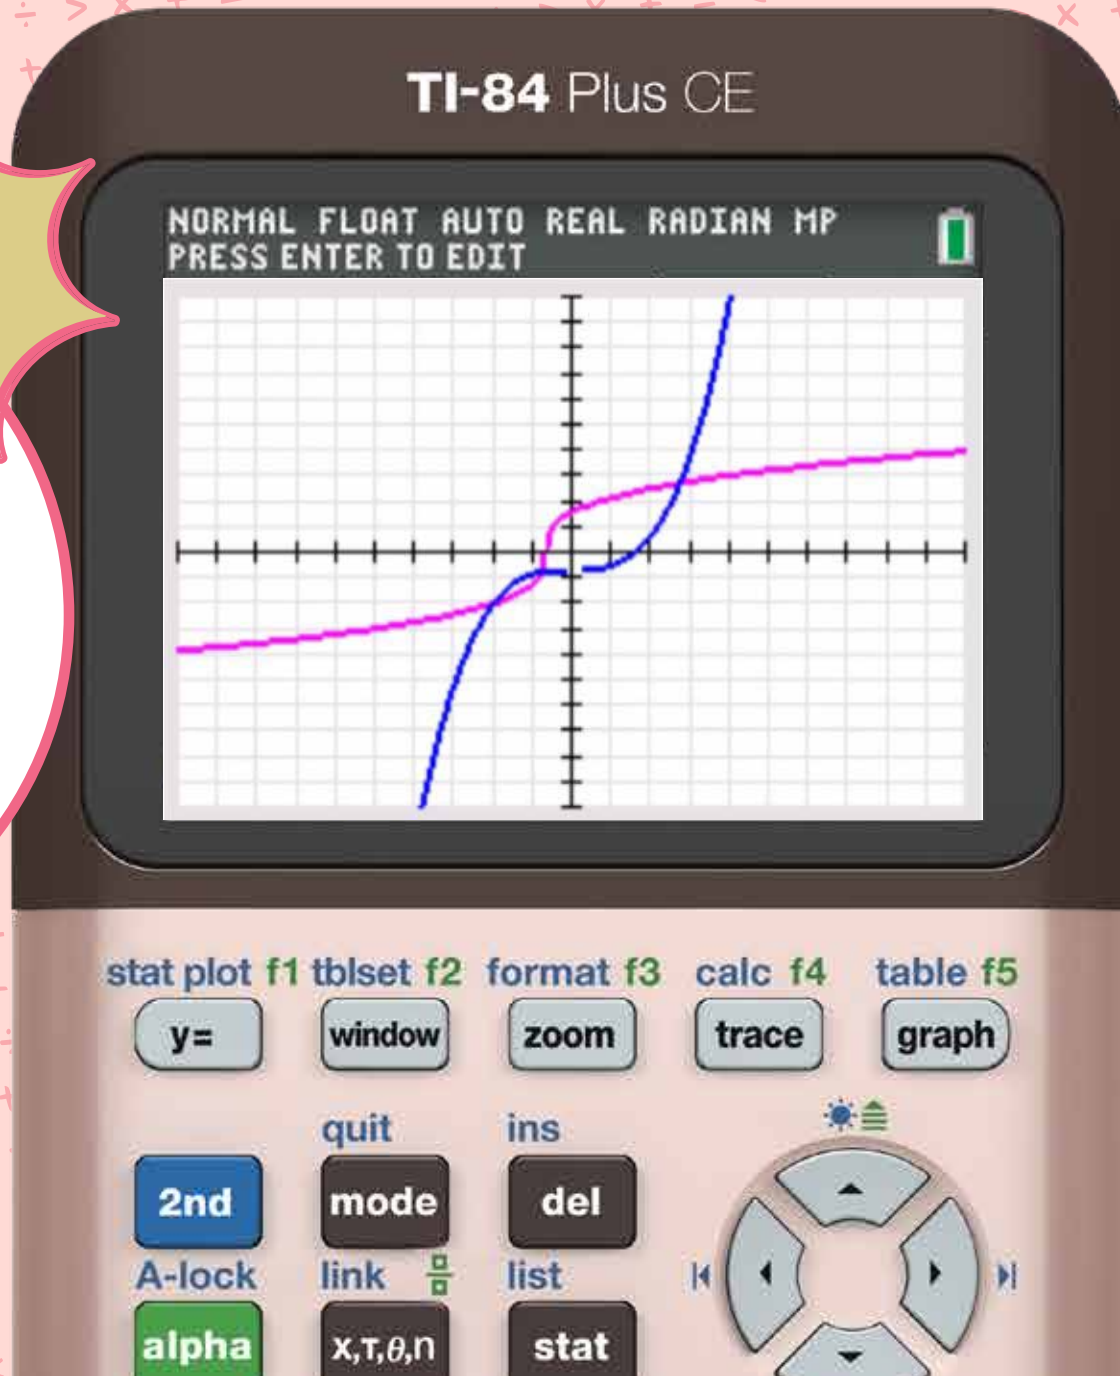 TI-84 Plus CE
NORMAL FLOAT AUTO REAL RADIAN MP
PRESS ENTER TO EDIT
stat plot f1 tblset f2 format f3 calc f4 table f5
y= window zoom trace graph
quit ins
2nd mode del
A-lock link list
alpha X,T,θ,n stat